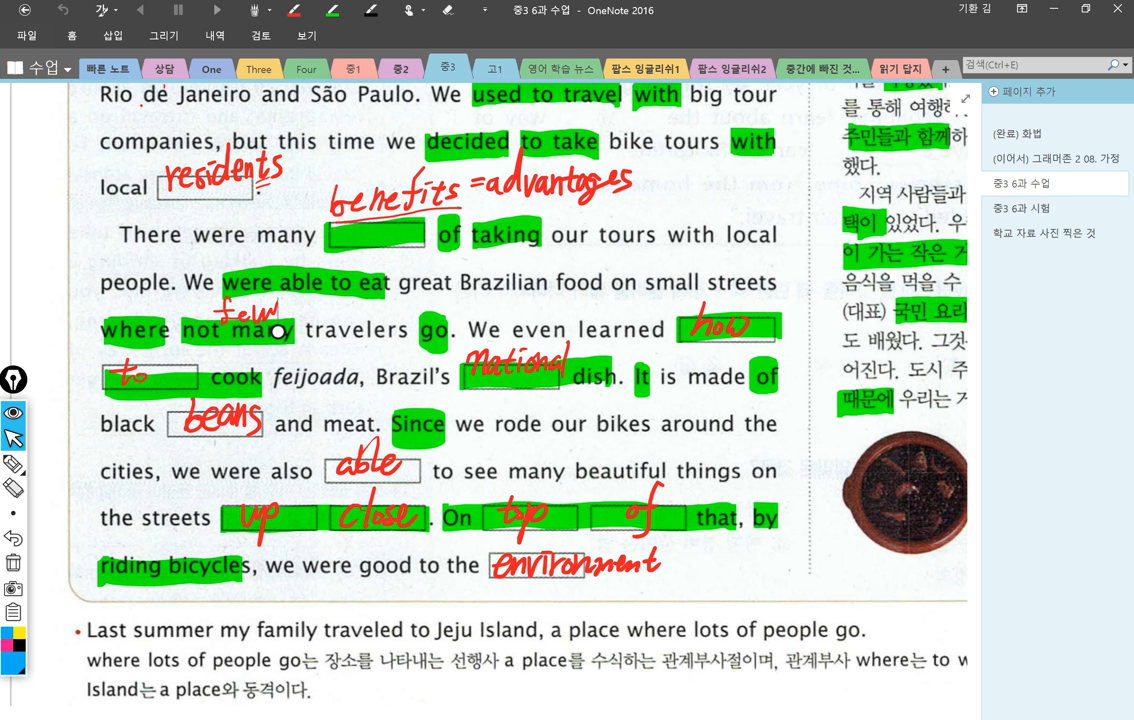 중3 6과 수업 - OneNote 2016
기환 김
파일 홈 삽입 그리기 내역 검토 보기
수업 빠른 노트 상담 One Three Four 중1 중2 중3 고1 영어 학습 뉴스 팝스 잉글리쉬1 팝스 잉글리쉬2 중간에 빠진 것... 읽기 답지 + 검색(Ctrl+E)
Rio de Janeiro and São Paulo. We used to travel with big tour
companies, but this time we decided to take bike tours with
local residents.
benefits = advantages
There were many of taking our tours with local
people. We were able to eat great Brazilian food on small streets
few
where not many travelers go. We even learned how
to cook feijoada, Brazil's national dish. It is made of
black beans and meat. Since we rode our bikes around the
cities, we were also able to see many beautiful things on
the streets up close. On top of that, by
riding bicycles, we were good to the environment
• Last summer my family traveled to Jeju Island, a place where lots of people go.
where lots of people go는 장소를 나타내는 선행사 a place를 수식하는 관계부사절이며, 관계부사 where는 to w
Island는 a place와 동격이다.
를 통해 여행
주민들과 함께하
했다.
지역 사람들과
택이 있었다. 우
이 가는 작은 거
음식을 먹을 수
(대표) 국민 요리
도 배웠다. 그것
어진다. 도시 주
때문에 우리는 거
페이지 추가
(완료) 화법
(이어서) 그래머존 2 08. 가정
중3 6과 수업
중3 6과 시험
학교 자료 사진 찍은 것